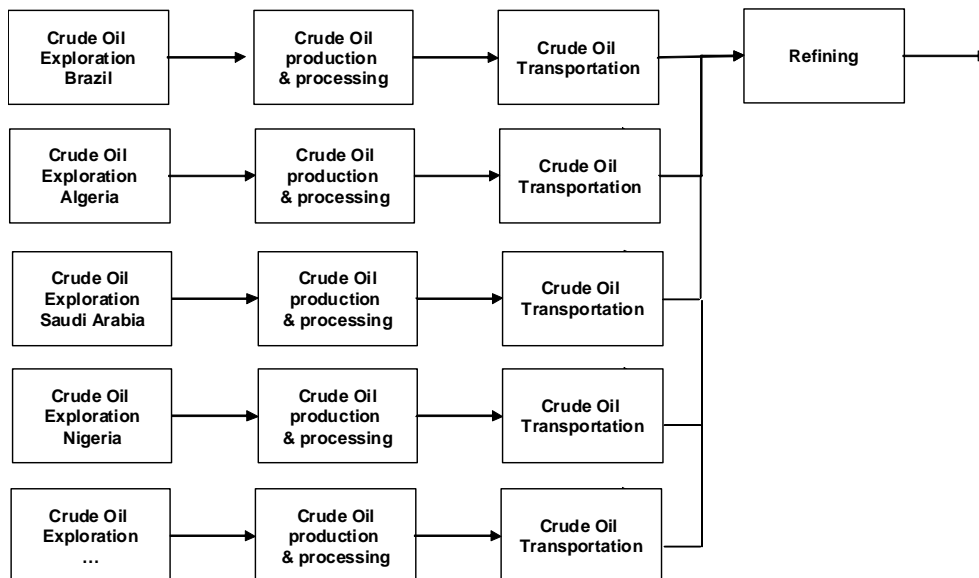 Crude Oil
Exploration
Brazil
Crude Oil
production
& processing
Crude Oil
Transportation
Refining
Crude Oil
Exploration
Algeria
Crude Oil
production
& processing
Crude Oil
Transportation
Crude Oil
Exploration
Saudi Arabia
Crude Oil
production
& processing
Crude Oil
Transportation
Crude Oil
Exploration
Nigeria
Crude Oil
production
& processing
Crude Oil
Transportation
Crude Oil
Exploration
...
Crude Oil
production
& processing
Crude Oil
Transportation